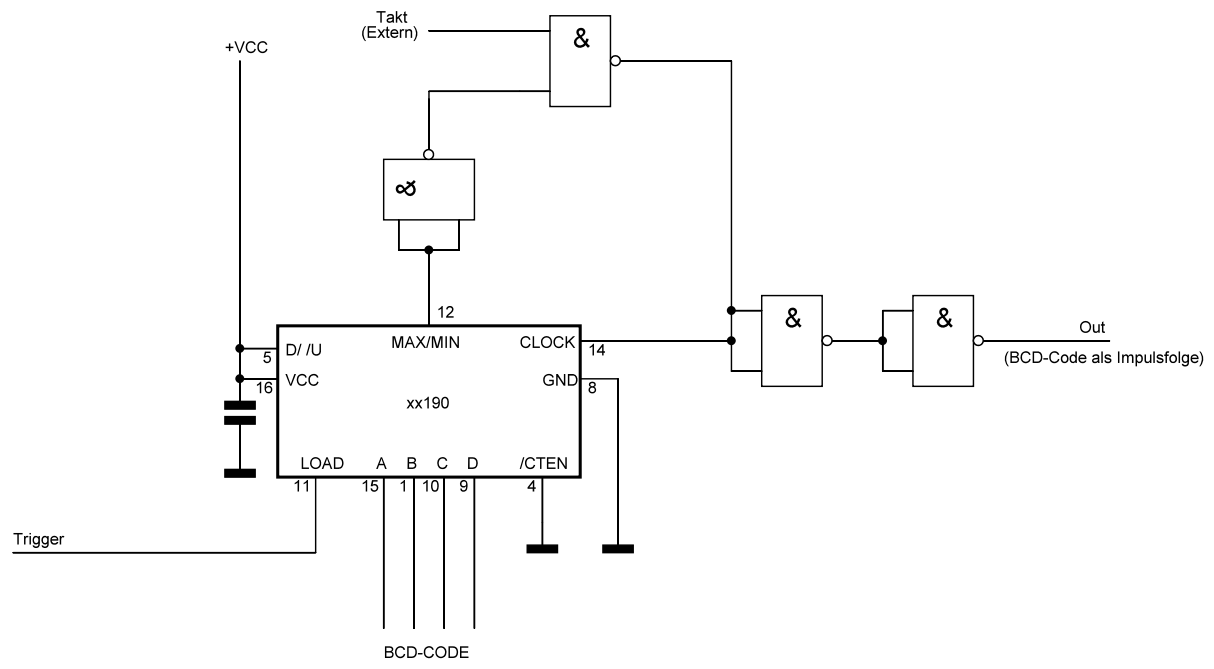 Takt
(Extern)
&
+VCC
&
12
MAX/MIN
CLOCK
14
5
D/ /U
16
VCC
GND
8
xx190
&
&
Out
(BCD-Code als Impulsfolge)
LOAD
A
B
C
D
/CTEN
11
15
1
10
9
4
Trigger
BCD-CODE